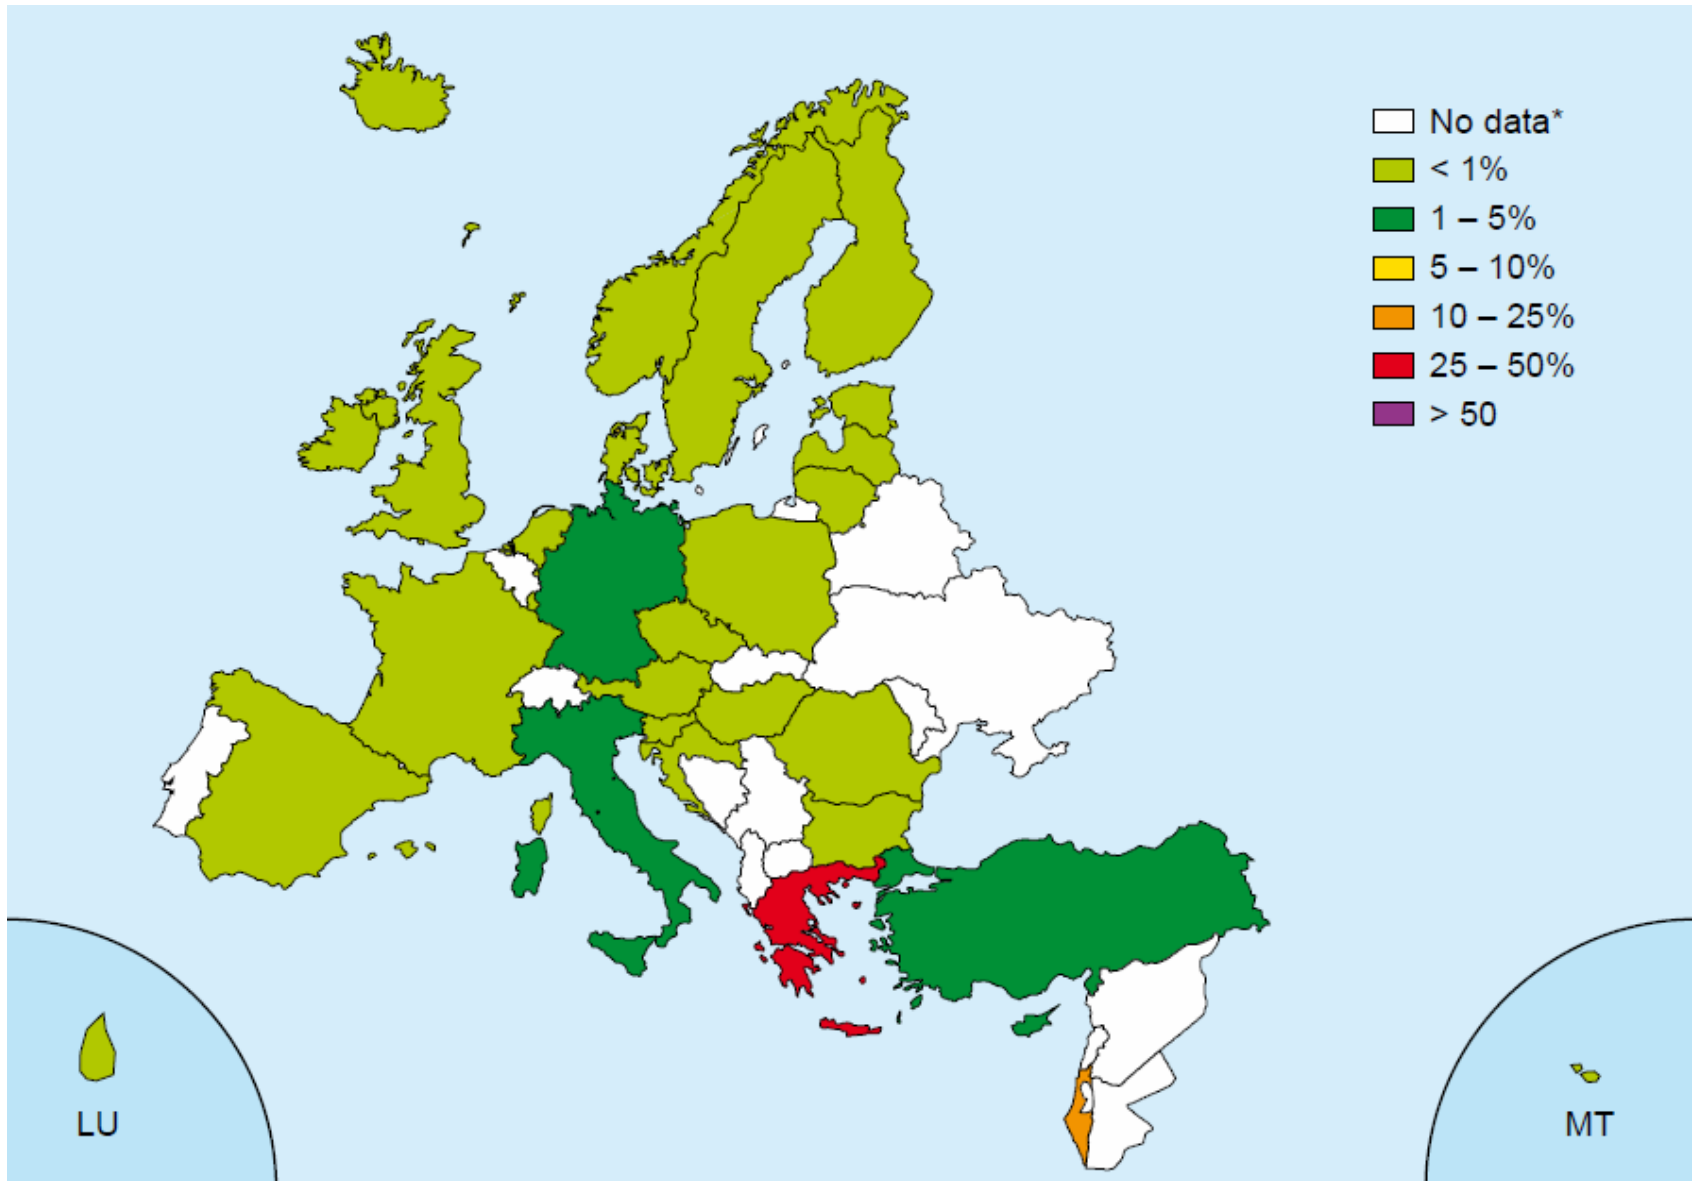 No data*
< 1%
1 – 5%
5 – 10%
10 – 25%
25 – 50%
> 50
LU
MT